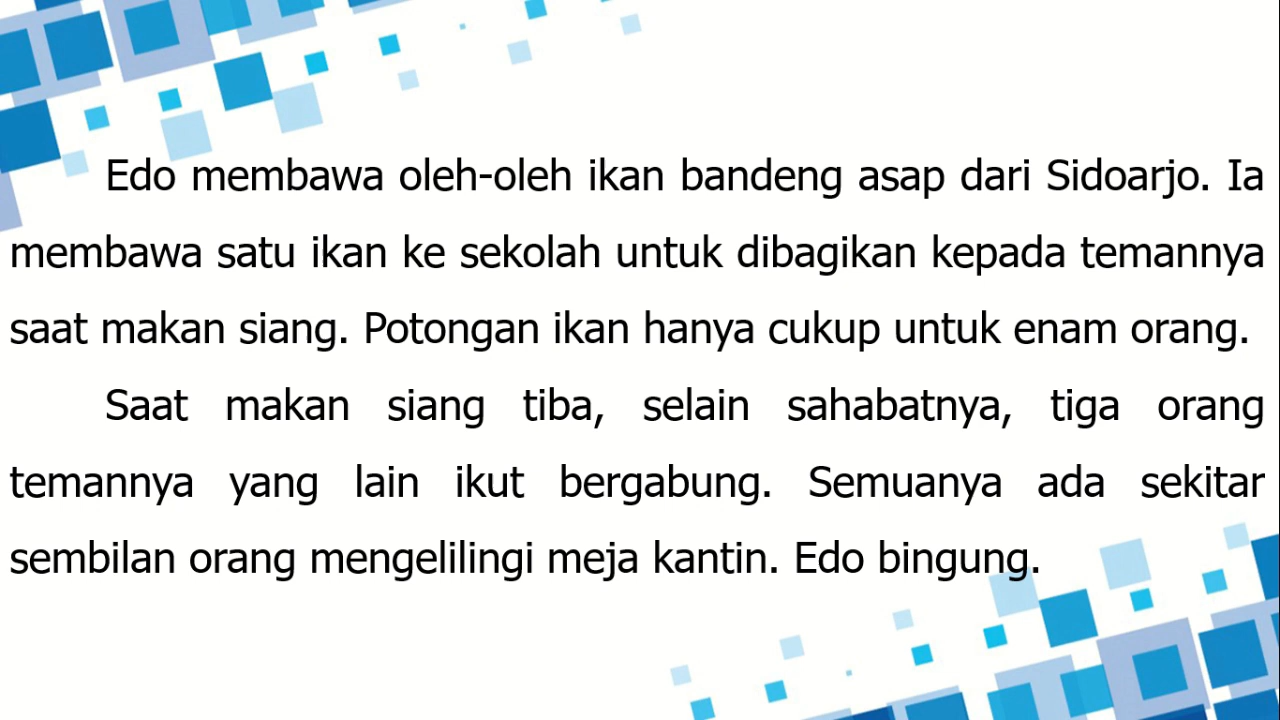 Edo membawa oleh-oleh ikan bandeng asap dari Sidoarjo. Ia
membawa satu ikan ke sekolah untuk dibagikan kepada temannya
saat makan siang. Potongan ikan hanya cukup untuk enam orang.
Saat makan siang tiba, selain sahabatnya, tiga orang
temannya yang lain ikut bergabung. Semuanya ada sekitar
sembilan orang mengelilingi meja kantin. Edo bingung.